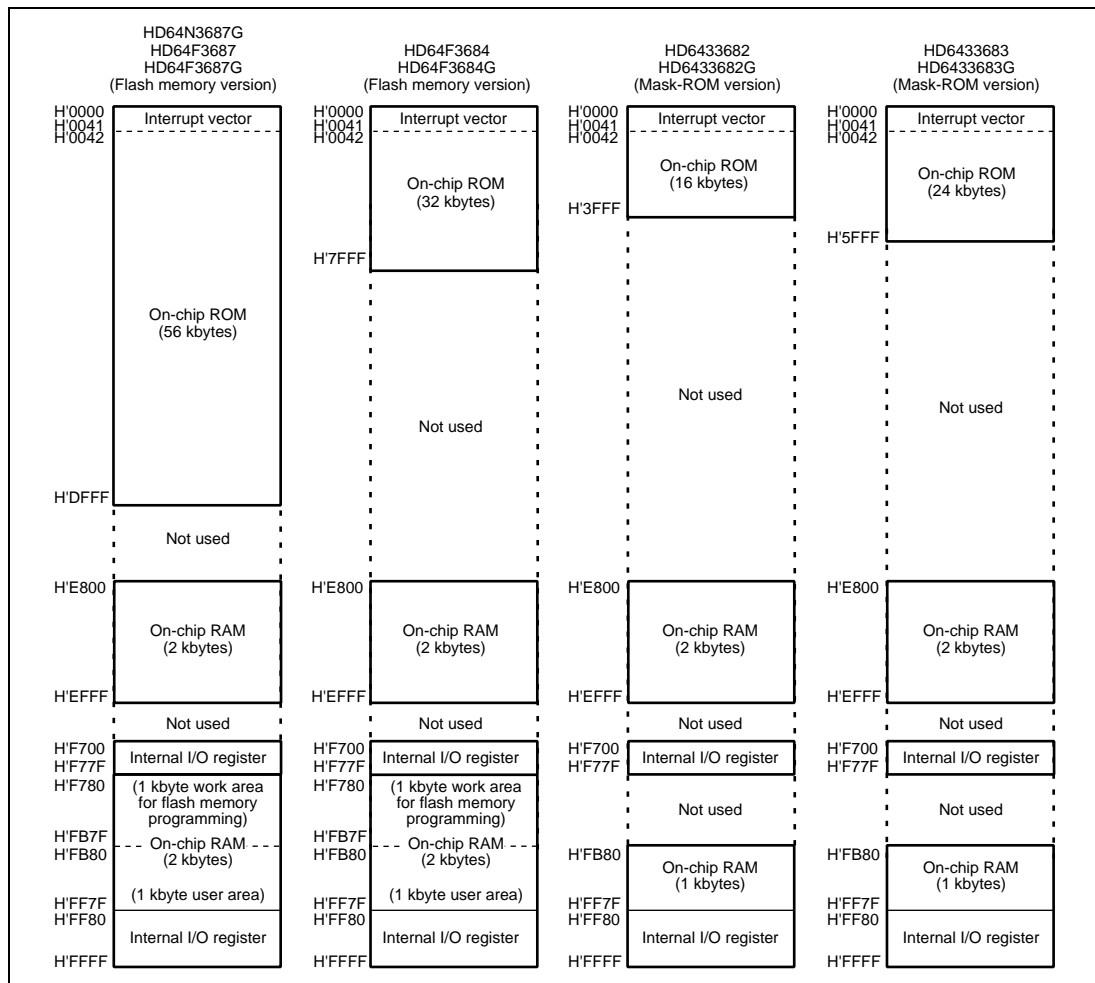 HD64N3687G
HD64F3687
HD64F3687G
(Flash memory version)
H'0000
H'0041
H'0042
Interrupt vector
On-chip ROM
(56 kbytes)
H'DFFF
Not used
H'E800
On-chip RAM
(2 kbytes)
H'EFFF
Not used
H'F700
H'F77F
Internal I/O register
H'F780
(1 kbyte work area
for flash memory
programming)
H'FB7F
H'FB80
On-chip RAM
(2 kbytes)
(1 kbyte user area)
H'FF7F
H'FF80
Internal I/O register
H'FFFF
HD64F3684
HD64F3684G
(Flash memory version)
H'0000
H'0041
H'0042
Interrupt vector
On-chip ROM
(32 kbytes)
H'7FFF
Not used
H'E800
On-chip RAM
(2 kbytes)
H'EFFF
Not used
H'F700
H'F77F
Internal I/O register
H'F780
(1 kbyte work area
for flash memory
programming)
H'FB7F
H'FB80
On-chip RAM
(2 kbytes)
(1 kbyte user area)
H'FF7F
H'FF80
Internal I/O register
H'FFFF
HD6433682
HD6433682G
(Mask-ROM version)
H'0000
H'0041
H'0042
Interrupt vector
On-chip ROM
(16 kbytes)
H'3FFF
Not used
H'E800
On-chip RAM
(2 kbytes)
H'EFFF
Not used
H'F700
H'F77F
Internal I/O register
Not used
H'FB80
On-chip RAM
(1 kbytes)
H'FF7F
H'FF80
Internal I/O register
H'FFFF
HD6433683
HD6433683G
(Mask-ROM version)
H'0000
H'0041
H'0042
Interrupt vector
On-chip ROM
(24 kbytes)
H'5FFF
Not used
H'E800
On-chip RAM
(2 kbytes)
H'EFFF
Not used
H'F700
H'F77F
Internal I/O register
Not used
H'FB80
On-chip RAM
(1 kbytes)
H'FF7F
H'FF80
Internal I/O register
H'FFFF